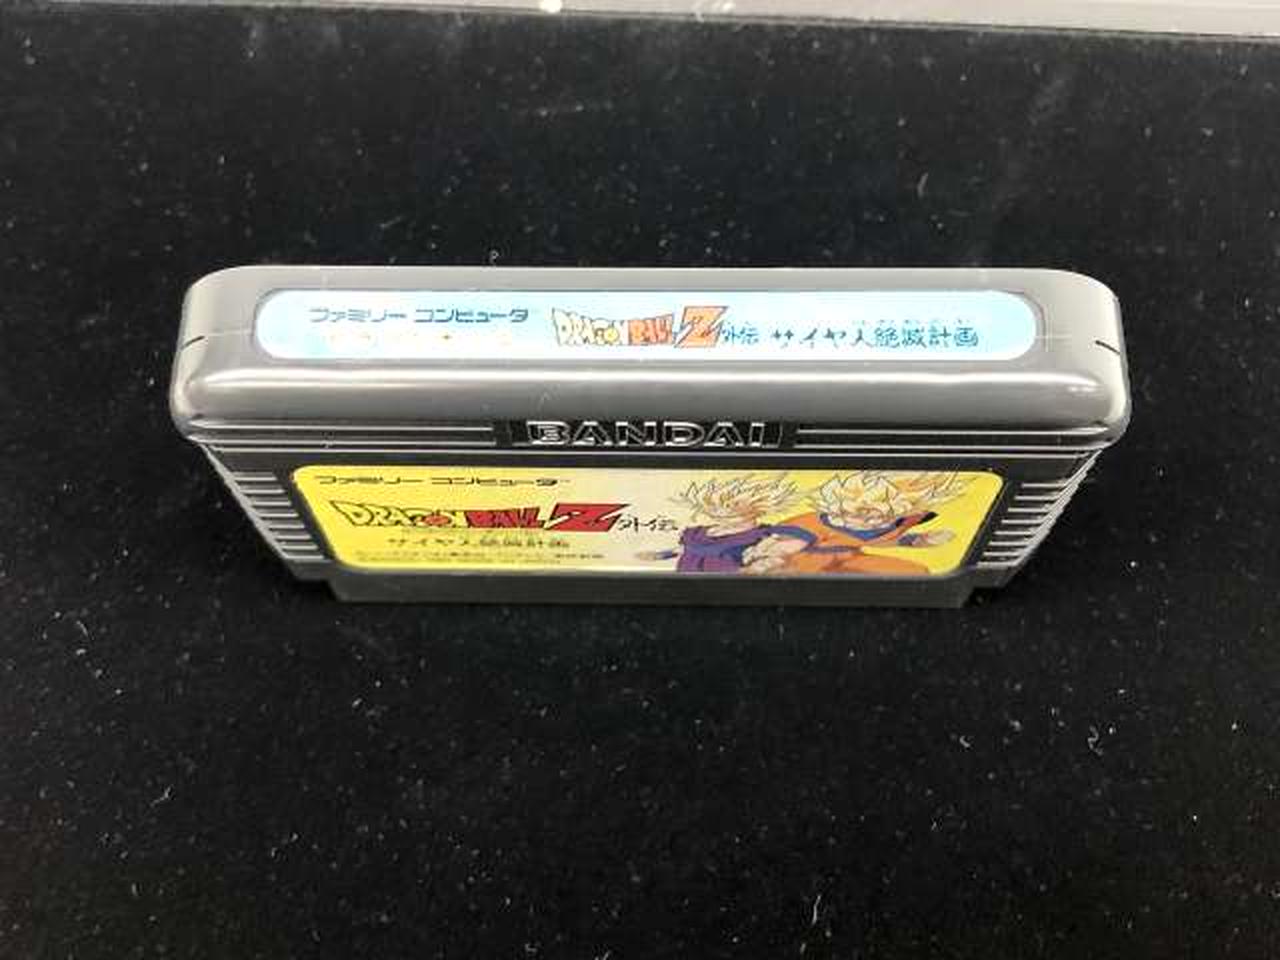 ファミリー コンピュータ
DRAGON BALL Z 外伝 サイヤ人絶滅計画
BANDAI
ファミリー コンピュータ
DRAGON BALL Z 外伝
サイヤ人絶滅計画